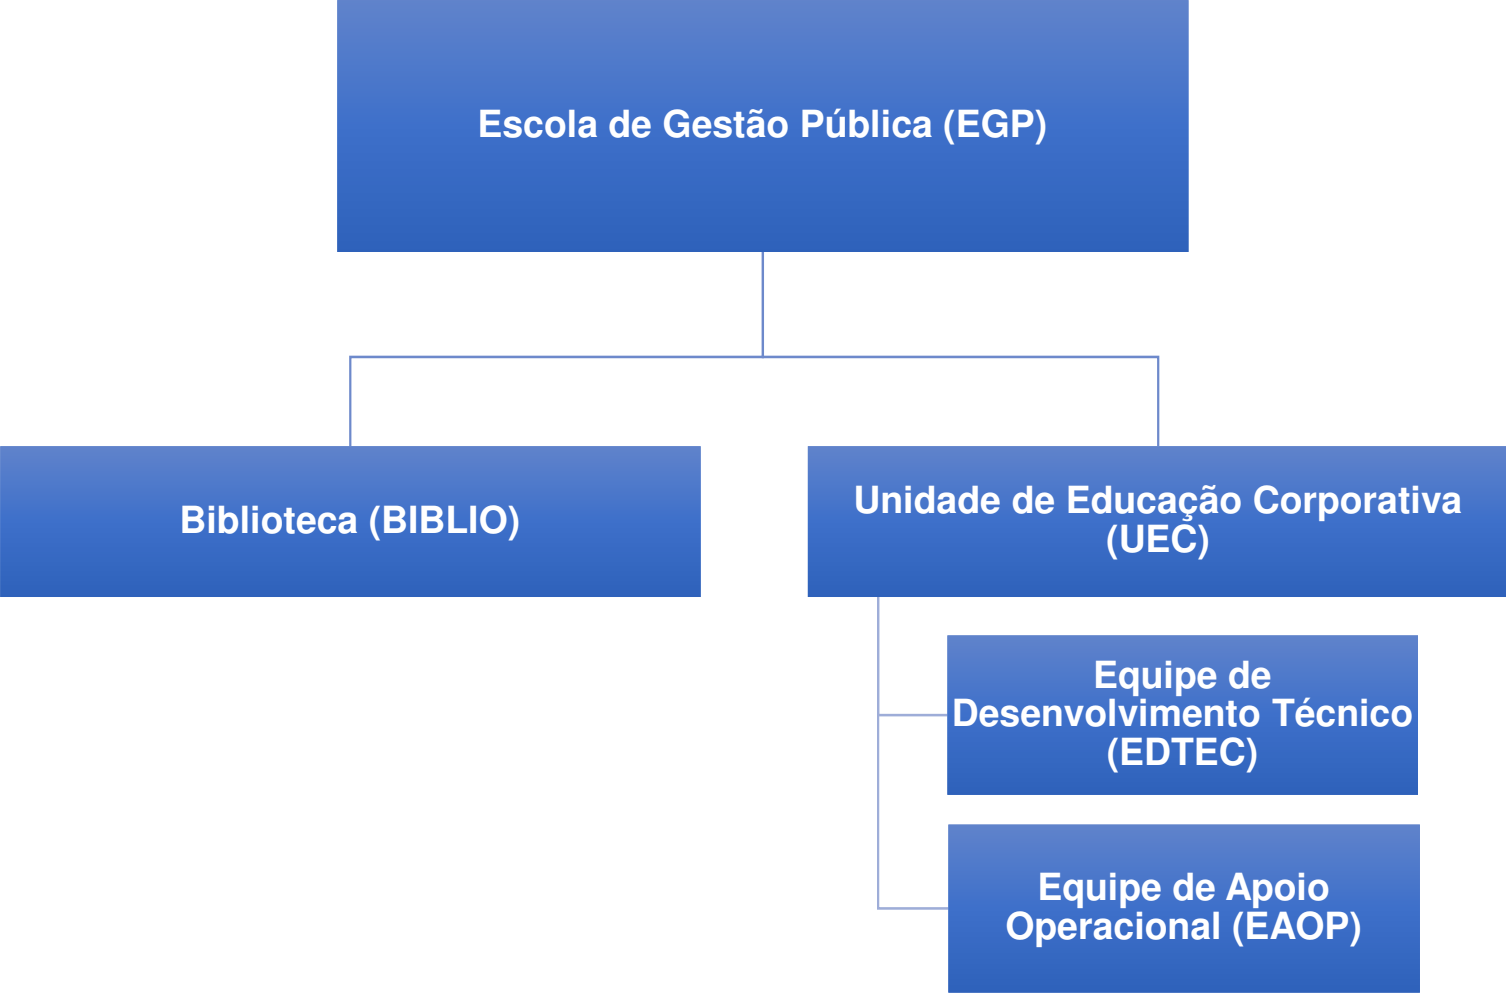 Escola de Gestão Pública (EGP)
Biblioteca (BIBLIO)
Unidade de Educação Corporativa
(UEC)
Equipe de
Desenvolvimento Técnico
(EDTEC)
Equipe de Apoio
Operacional (EAOP)